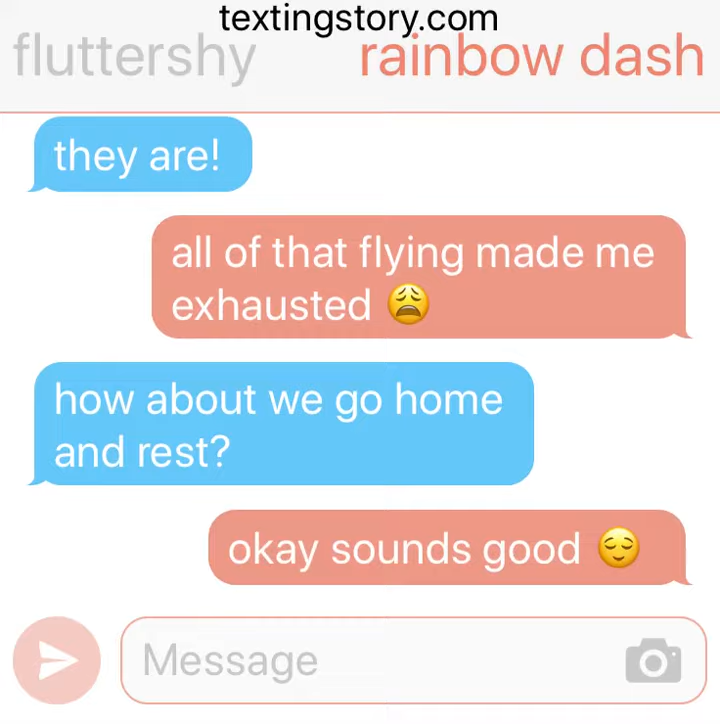 textingstory.com
fluttershy rainbow dash
they are!
all of that flying made me
exhausted 😩
how about we go home
and rest?
okay sounds good 😌
Message